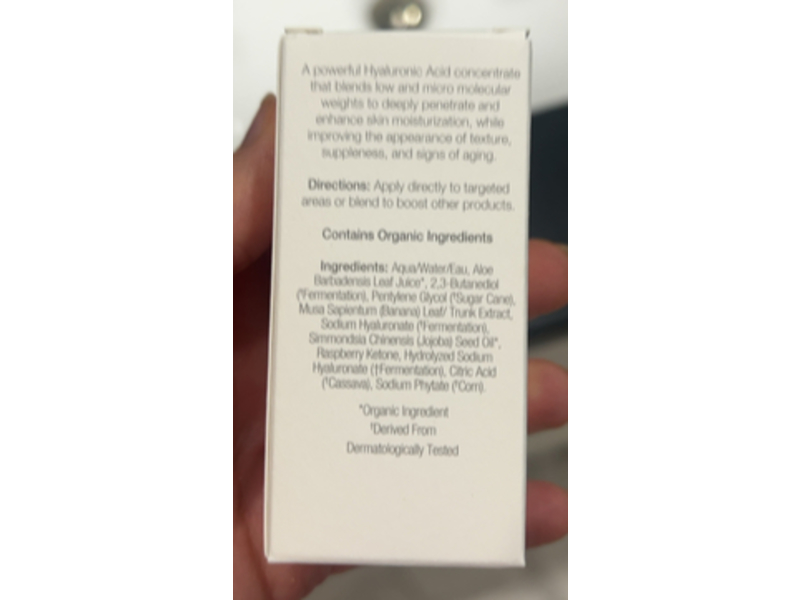 A powerful Hyaluronic Acid concentrate
that blends low and micro molecular
weights to deeply penetrate and
enhance skin moisturization, while
improving the appearance of texture,
suppleness, and signs of aging.
Directions: Apply directly to targeted
areas or blend to boost other products.
Contains Organic Ingredients
Ingredients: Aqua/Water/Eau, Aloe
Barbadensis Leaf Juice*, 2,3-Butanediol
(†Fermentation), Pentylene Glycol (†Sugar Cane),
Musa Sapientum (Banana) Leaf/ Trunk Extract,
Sodium Hyaluronate (†Fermentation),
Simmondsia Chinensis (Jojoba) Seed Oil*,
Raspberry Ketone, Hydrolyzed Sodium
Hyaluronate (†Fermentation), Citric Acid
(†Cassava), Sodium Phytate (†Corn).
*Organic Ingredient
†Derived From
Dermatologically Tested